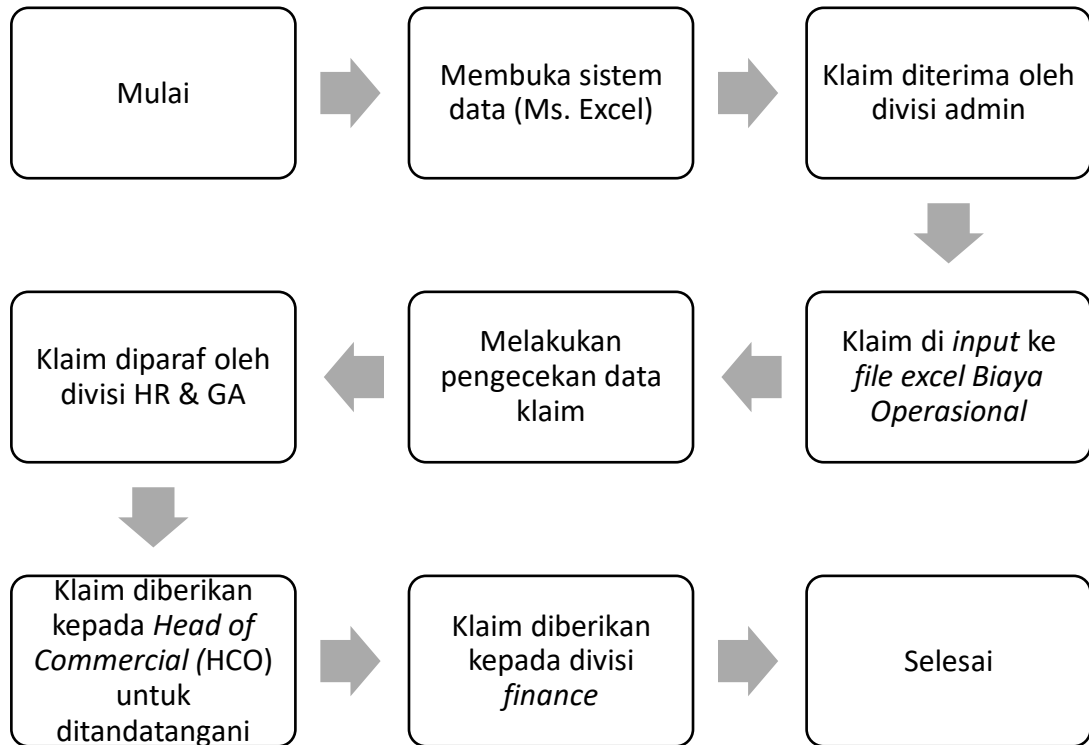 Mulai
Membuka sistem
data (Ms. Excel)
Klaim diterima oleh
divisi admin
Klaim di input ke
file excel Biaya
Operasional
Melakukan
pengecekan data
klaim
Klaim diparaf oleh
divisi HR & GA
Klaim diberikan
kepada Head of
Commercial (HCO)
untuk
ditandatangani
Klaim diberikan
kepada divisi
finance
Selesai